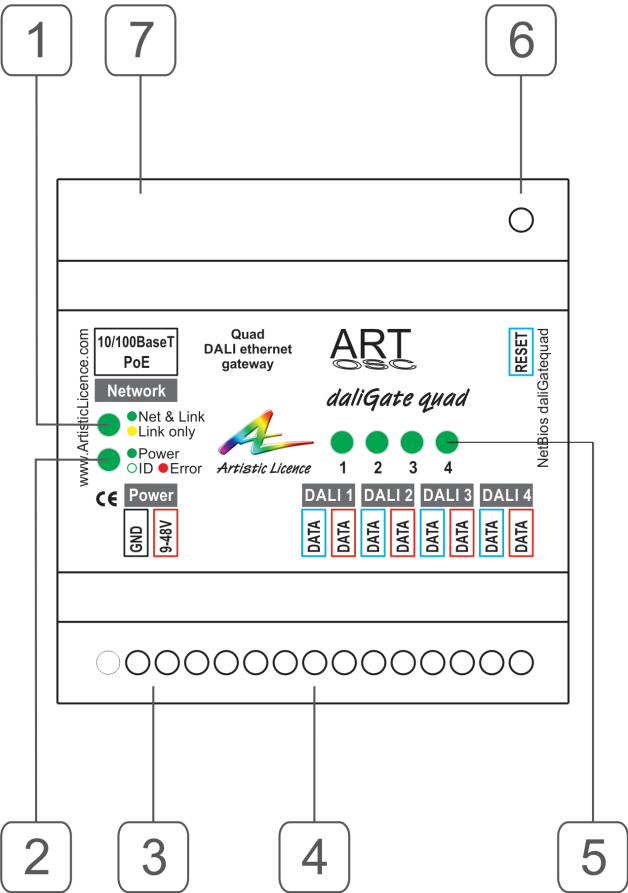 1
7
6
10/100BaseT
PoE
Network
Net & Link
Link only
Power
ID Error
Power
GND
9-48V
www.ArtisticLicence.com
Quad
DALI ethernet
gateway
Artistic Licence
ART
OSC
daliGate quad
1 2 3 4
RESET
NetBios daliGatequad
CE
DALI 1 DALI 2 DALI 3 DALI 4
DATA DATA DATA DATA DATA DATA DATA DATA
2
3
4
5